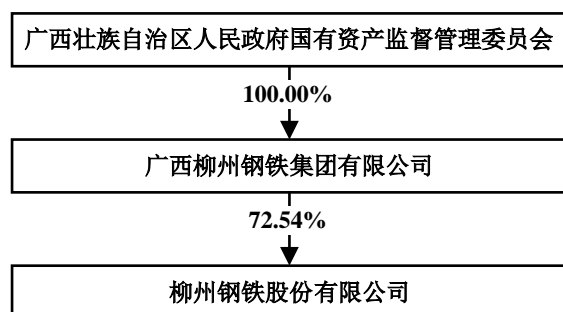 广西壮族自治区人民政府国有资产监督管理委员会
100.00%
广西柳州钢铁集团有限公司
72.54%
柳州钢铁股份有限公司